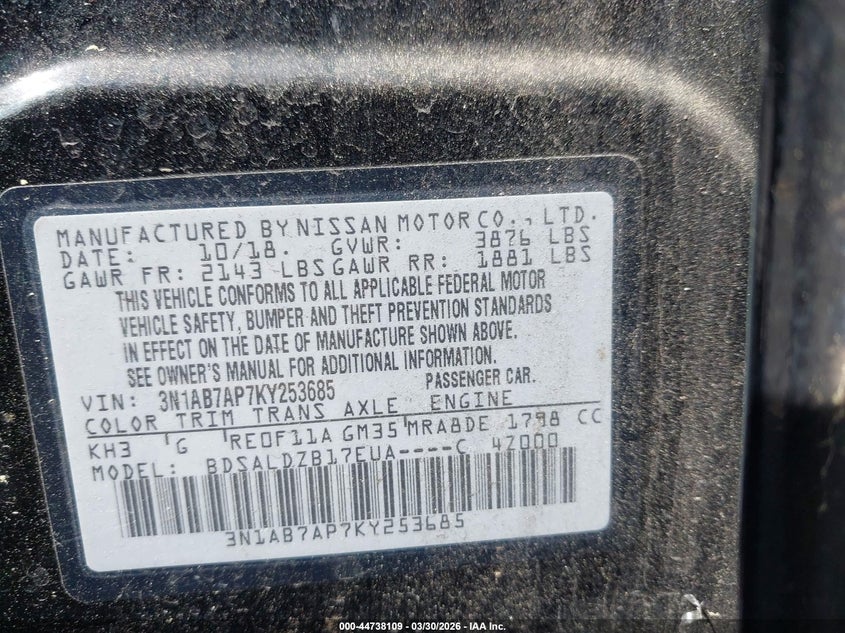 MANUFACTURED BY NISSAN MOTOR CO., LTD.
DATE: 10/18. GVWR: 3876 LBS
GAWR FR: 2143 LBS GAWR RR: 1881 LBS
THIS VEHICLE CONFORMS TO ALL APPLICABLE FEDERAL MOTOR
VEHICLE SAFETY, BUMPER AND THEFT PREVENTION STANDARDS
IN EFFECT ON THE DATE OF MANUFACTURE SHOWN ABOVE.
SEE OWNER'S MANUAL FOR ADDITIONAL INFORMATION.
VIN: 3N1AB7AP7KY253685 PASSENGER CAR.
COLOR TRIM TRANS AXLE ENGINE
KH3 'G 'RE0F11A GM35 'MRA8DE 1798 CC
MODEL: BDSALDZB17EUA----C 4Z000
3N1AB7AP7KY253685
000-44738109 - 03/30/2026 - IAA Inc.